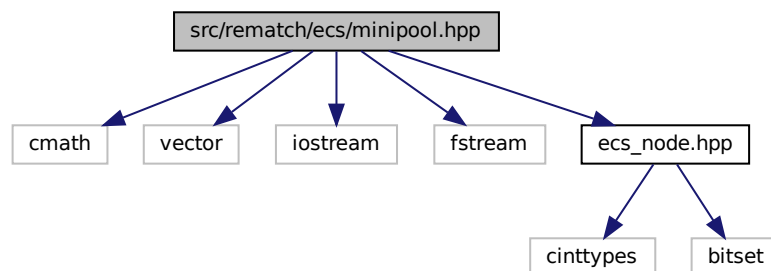 src/rematch/ecs/minipool.hpp
cmath
vector
iostream
fstream
ecs_node.hpp
cinttypes
bitset